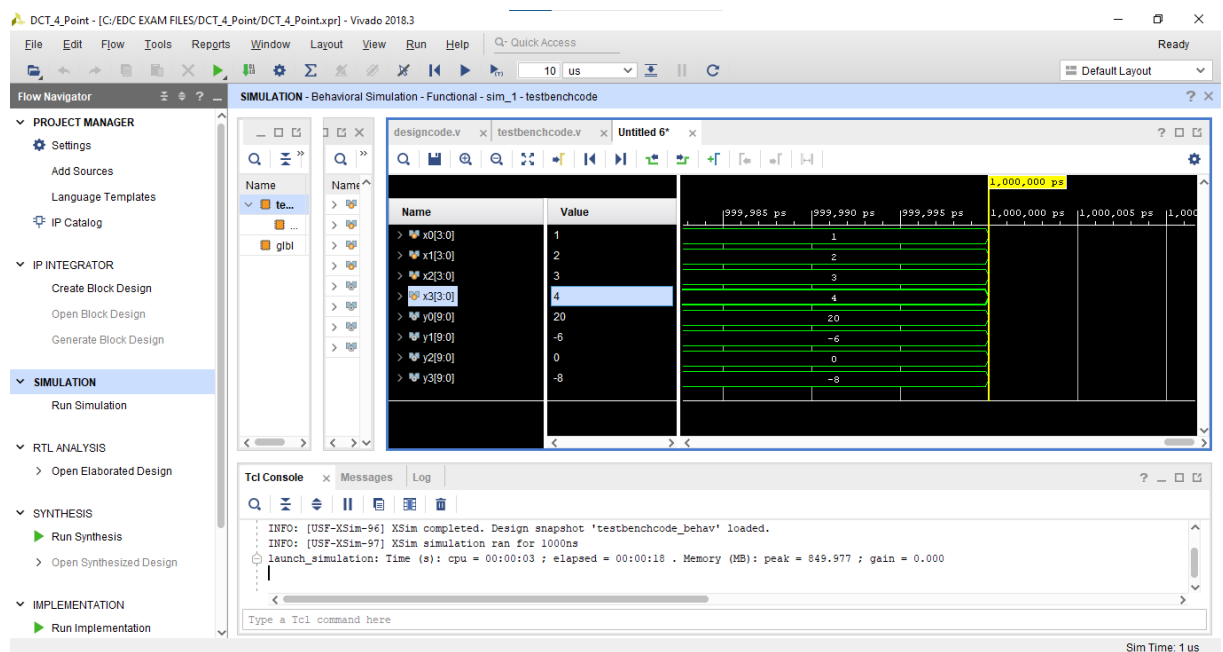 DCT_4_Point - [C:/EDC EXAM FILES/DCT_4_Point/DCT_4_Point.xpr] - Vivado 2018.3
File Edit Flow Tools Reports Window Layout View Run Help Q- Quick Access Ready
10 us Default Layout
Flow Navigator ? SIMULATION - Behavioral Simulation - Functional - sim_1 - testbenchcode ?
PROJECT MANAGER
Settings
Add Sources
Language Templates
IP Catalog
IP INTEGRATOR
Create Block Design
Open Block Design
Generate Block Design
SIMULATION
Run Simulation
RTL ANALYSIS
Open Elaborated Design
SYNTHESIS
Run Synthesis
Open Synthesized Design
IMPLEMENTATION
Run Implementation
Name
te...
...
glbl
Name
designcode.v testbenchcode.v Untitled 6* ?
1,000,000 ps
Name Value 999,985 ps 999,990 ps 999,995 ps 1,000,000 ps 1,000,005 ps 1,000
x0[3:0] 1 1
x1[3:0] 2 2
x2[3:0] 3 3
x3[3:0] 4 4
y0[9:0] 20 20
y1[9:0] -6 -6
y2[9:0] 0 0
y3[9:0] -8 -8
Tcl Console Messages Log ?
INFO: [USF-XSim-96] XSim completed. Design snapshot 'testbenchcode_behav' loaded.
INFO: [USF-XSim-97] XSim simulation ran for 1000ns
launch_simulation: Time (s): cpu = 00:00:03 ; elapsed = 00:00:18 . Memory (MB): peak = 849.977 ; gain = 0.000
Type a Tcl command here
Sim Time: 1 us